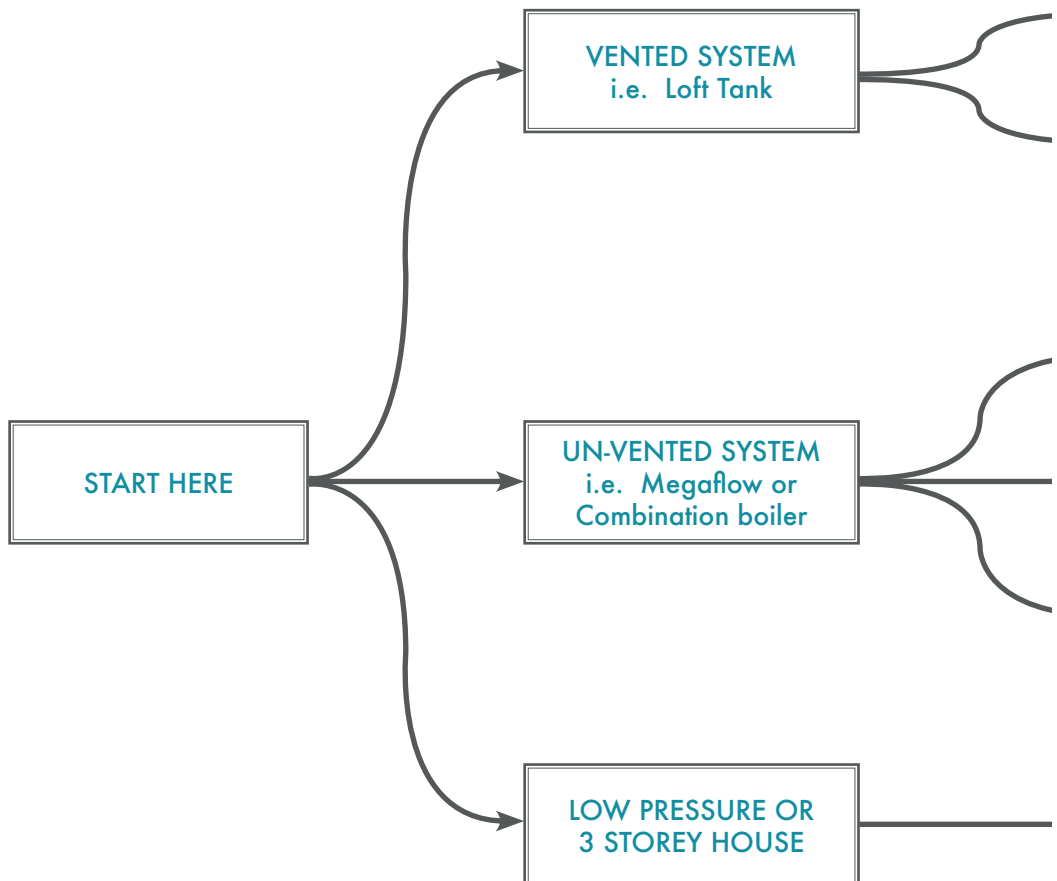 VENTED SYSTEM
i.e. Loft Tank
START HERE
UN-VENTED SYSTEM
i.e. Megaflow or
Combination boiler
LOW PRESSURE OR
3 STOREY HOUSE